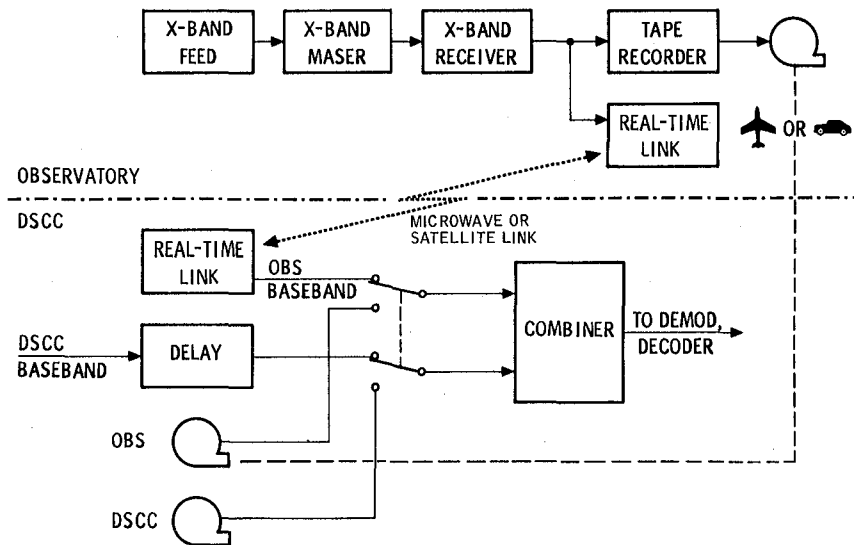 X-BAND
FEED
X-BAND
MASER
X-BAND
RECEIVER
TAPE
RECORDER
REAL-TIME
LINK
OR
OBSERVATORY
DSCC
MICROWAVE OR
SATELLITE LINK
REAL-TIME
LINK
OBS
BASEBAND
DSCC
BASEBAND
DELAY
COMBINER
TO DEMOD,
DECODER
OBS
DSCC